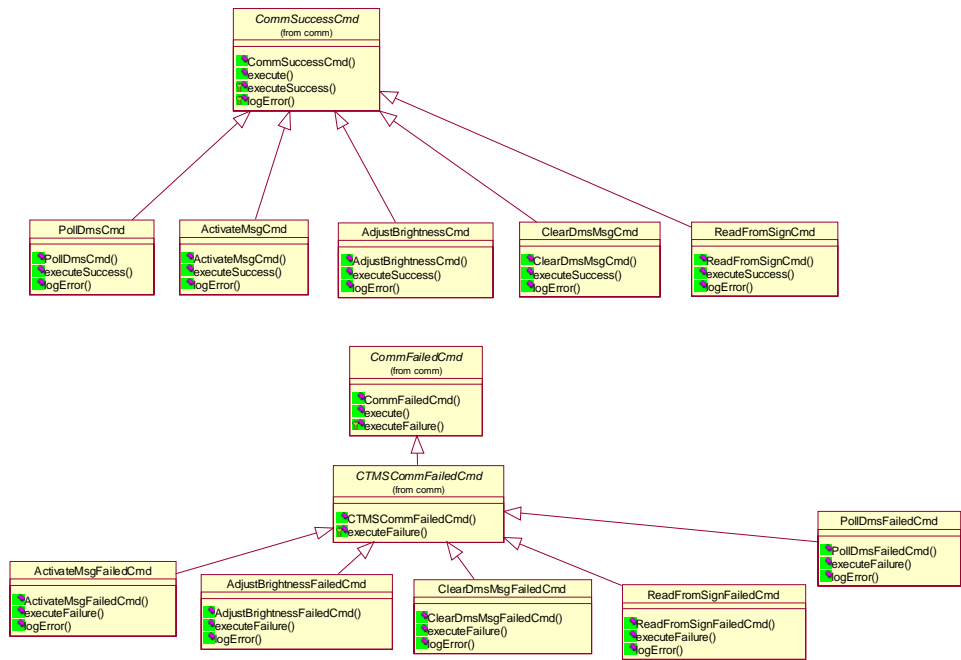 CommSuccessCmd
(from comm)
CommSuccessCmd()
execute()
executeSuccess()
logError()
PollDmsCmd
PollDmsCmd()
executeSuccess()
logError()
ActivateMsgCmd
ActivateMsgCmd()
executeSuccess()
logError()
AdjustBrightnessCmd
AdjustBrightnessCmd()
executeSuccess()
logError()
ClearDmsMsgCmd
ClearDmsMsgCmd()
executeSuccess()
logError()
ReadFromSignCmd
ReadFromSignCmd()
executeSuccess()
logError()
CommFailedCmd
(from comm)
CommFailedCmd()
execute()
executeFailure()
CTMSCommFailedCmd
(from comm)
CTMSCommFailedCmd()
executeFailure()
ActivateMsgFailedCmd
ActivateMsgFailedCmd()
executeFailure()
logError()
AdjustBrightnessFailedCmd
AdjustBrightnessFailedCmd()
executeFailure()
logError()
ClearDmsMsgFailedCmd
ClearDmsMsgFailedCmd()
executeFailure()
logError()
ReadFromSignFailedCmd
ReadFromSignFailedCmd()
executeFailure()
logError()
PollDmsFailedCmd
PollDmsFailedCmd()
executeFailure()
logError()